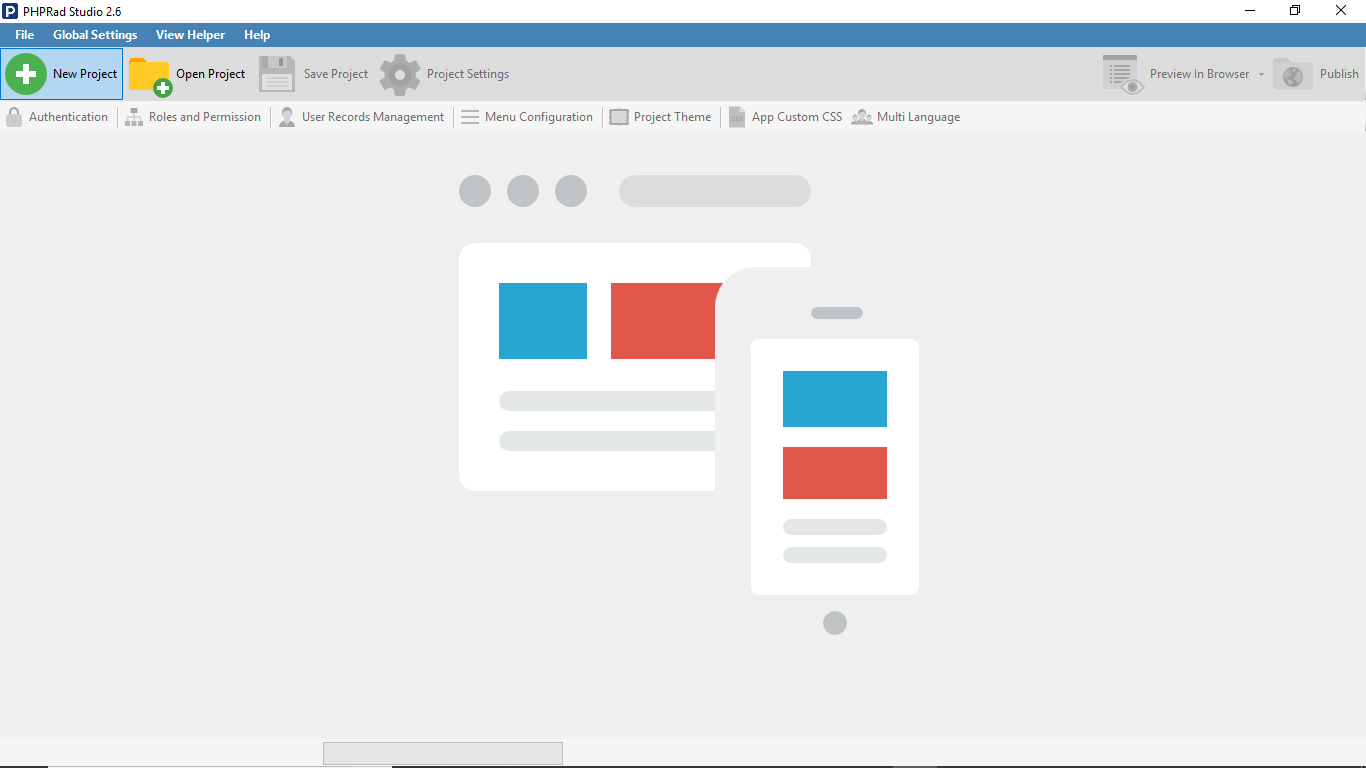 PHPRad Studio 2.6
File Global Settings View Helper Help
New Project Open Project Save Project Project Settings Preview In Browser Publish
Authentication Roles and Permission User Records Management Menu Configuration Project Theme App Custom CSS Multi Language